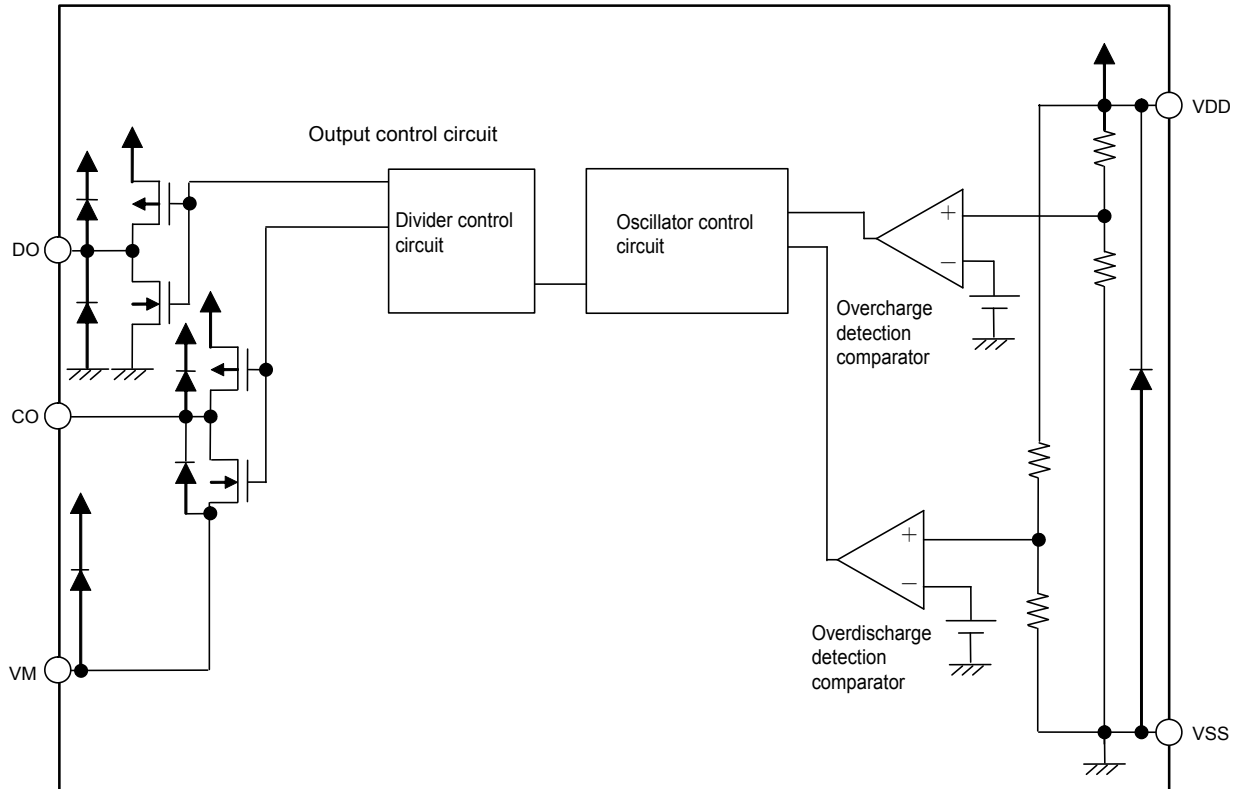 VDD
Output control circuit
Divider control
circuit
Oscillator control
circuit
+
−
DO
Overcharge
detection
comparator
CO
+
−
Overdischarge
detection
comparator
VM
VSS